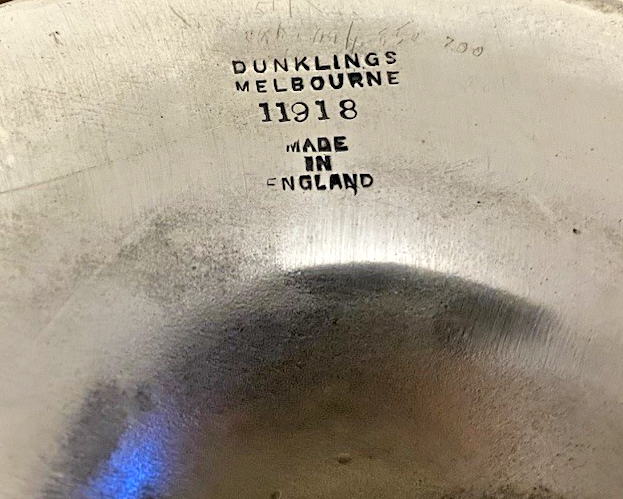 DUNKLINGS
MELBOURNE
11918
MADE
IN
ENGLAND